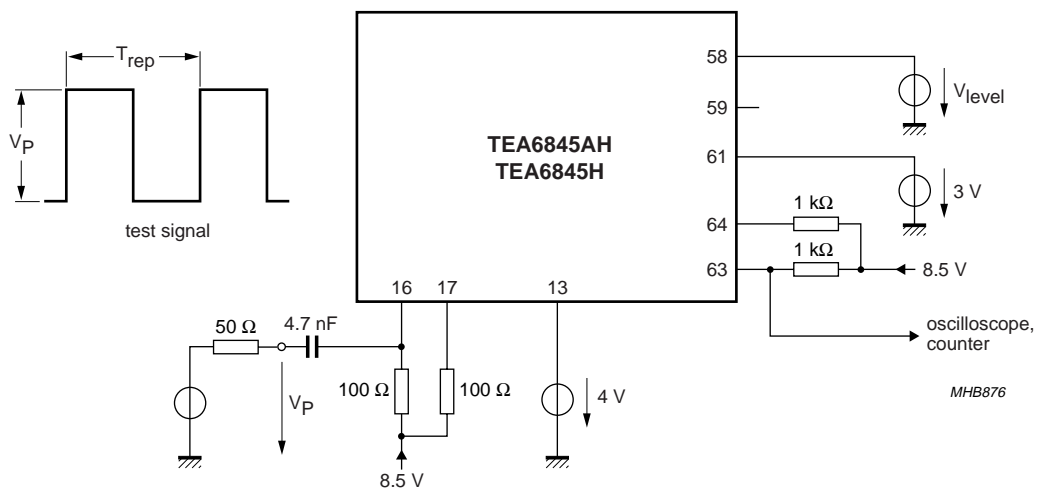 T_rep
V_P
test signal
TEA6845AH
TEA6845H
58
V_level
59
61
3 V
1 kΩ
64
1 kΩ
63
8.5 V
16
17
13
oscilloscope,
counter
50 Ω
4.7 nF
100 Ω
100 Ω
V_P
4 V
8.5 V
MHB876